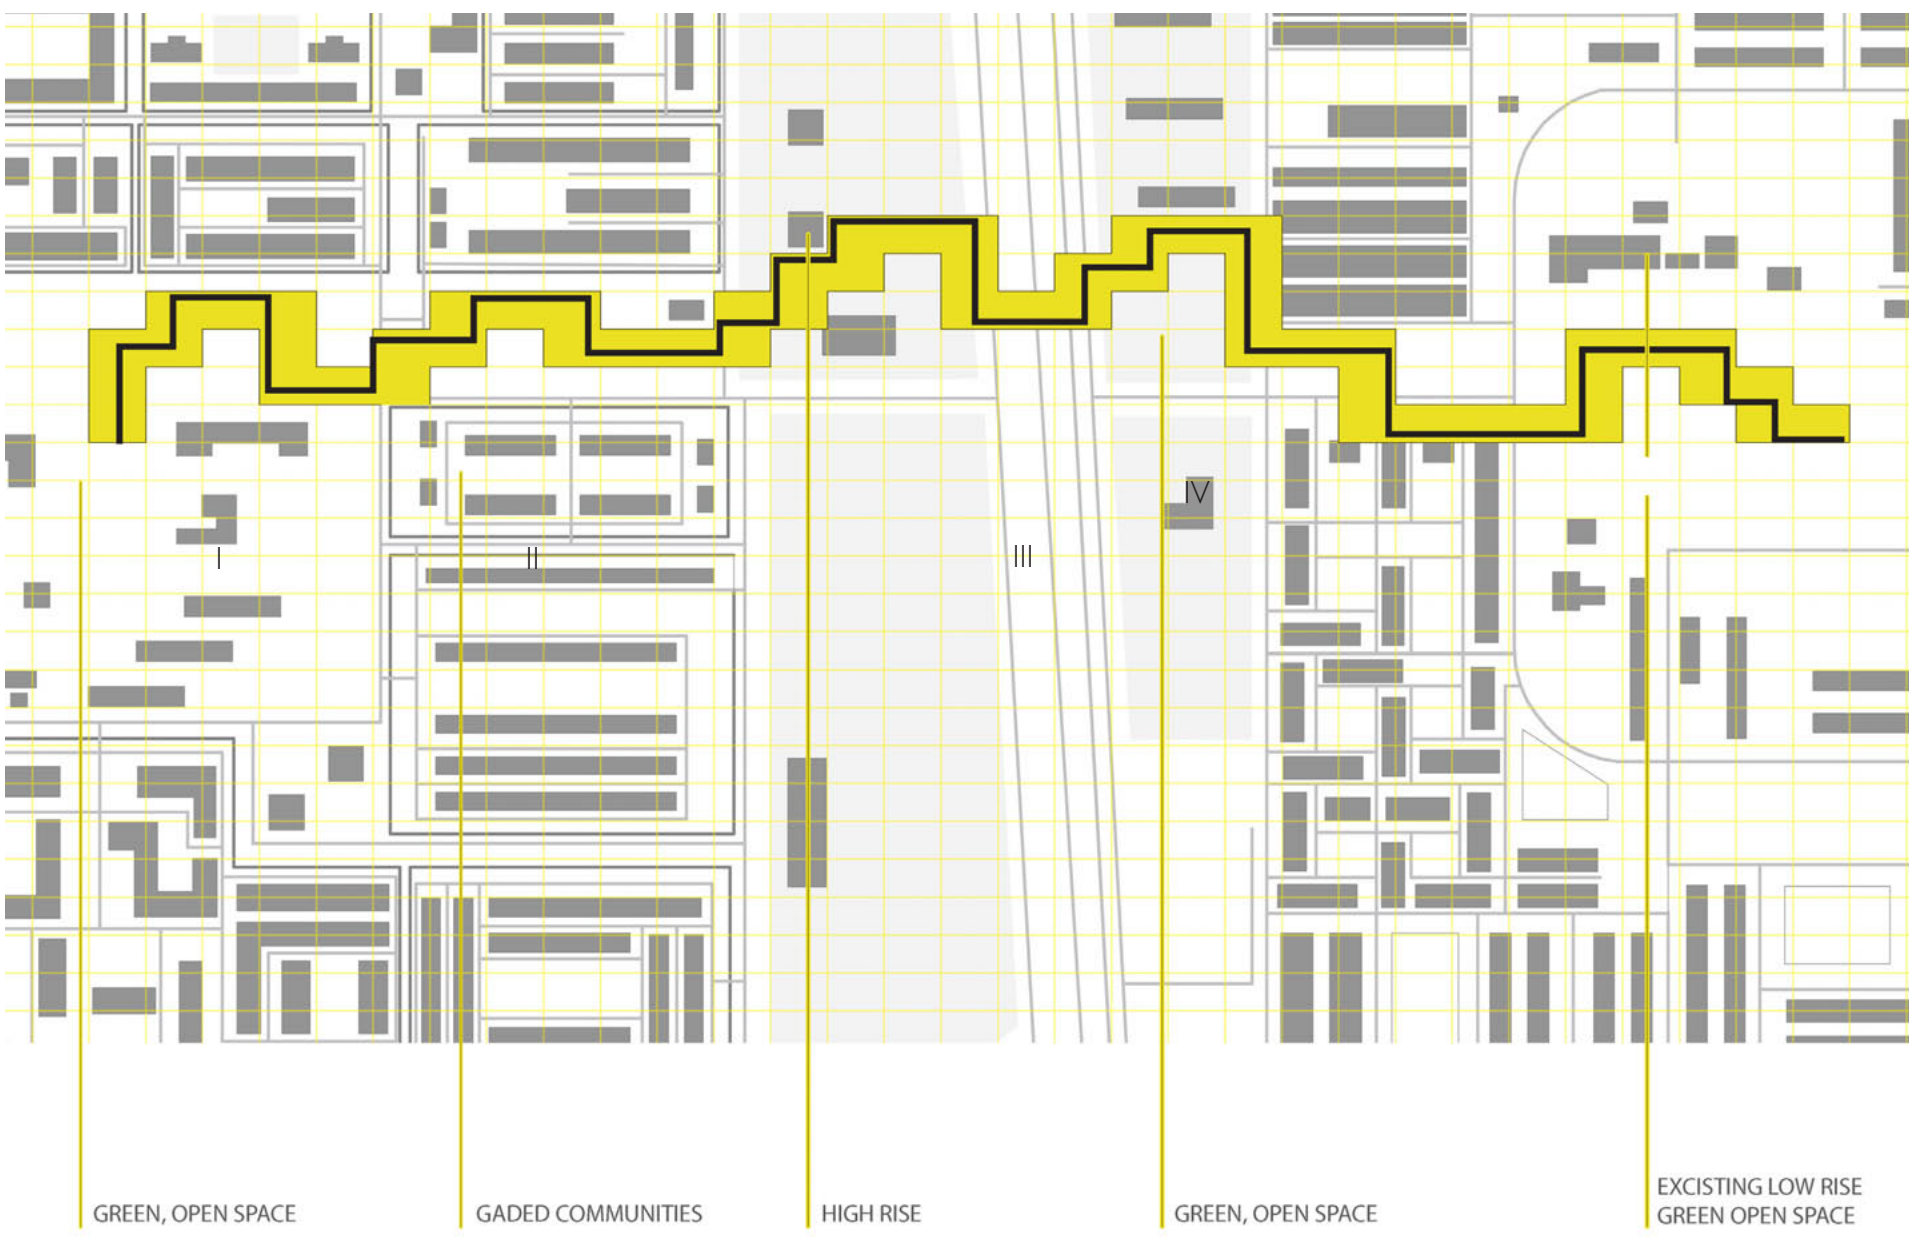 IV
I
II
III
GREEN, OPEN SPACE
GADED COMMUNITIES
HIGH RISE
GREEN, OPEN SPACE
EXCISTING LOW RISE
GREEN OPEN SPACE